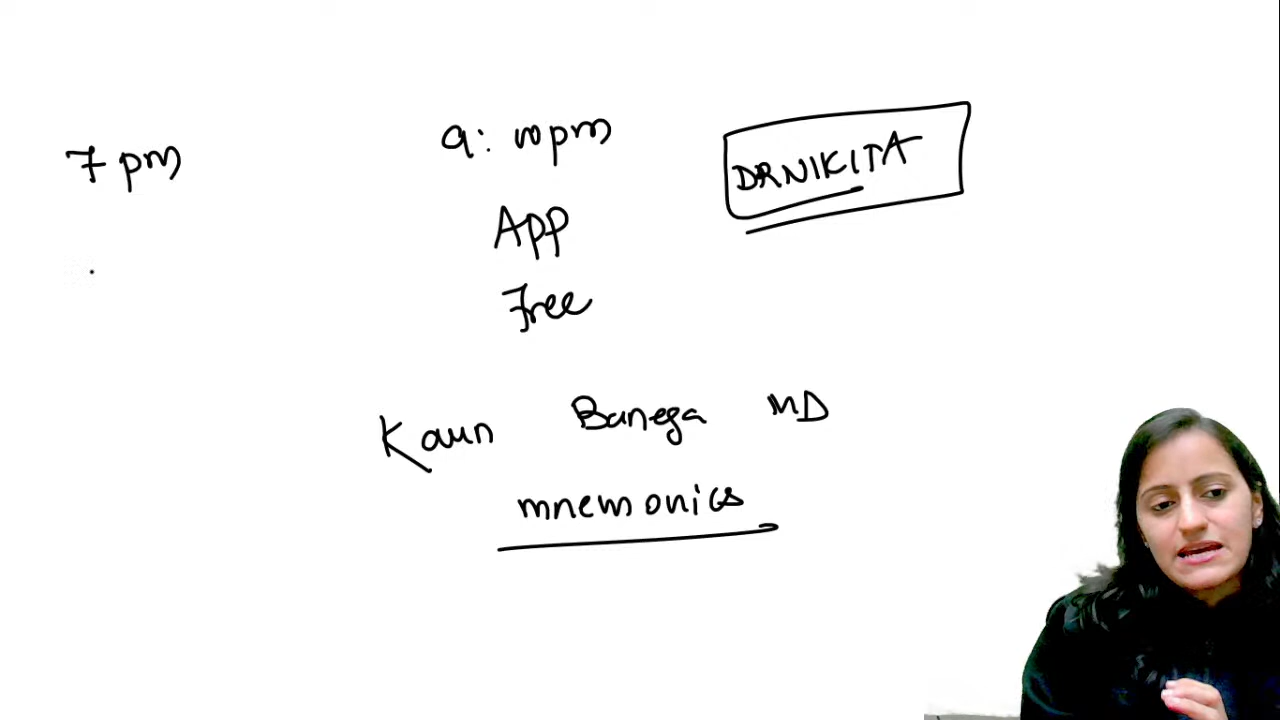 7 pm
9:00pm
DRNIKITA
App
Free
Kaun Banega MD
mnemonics